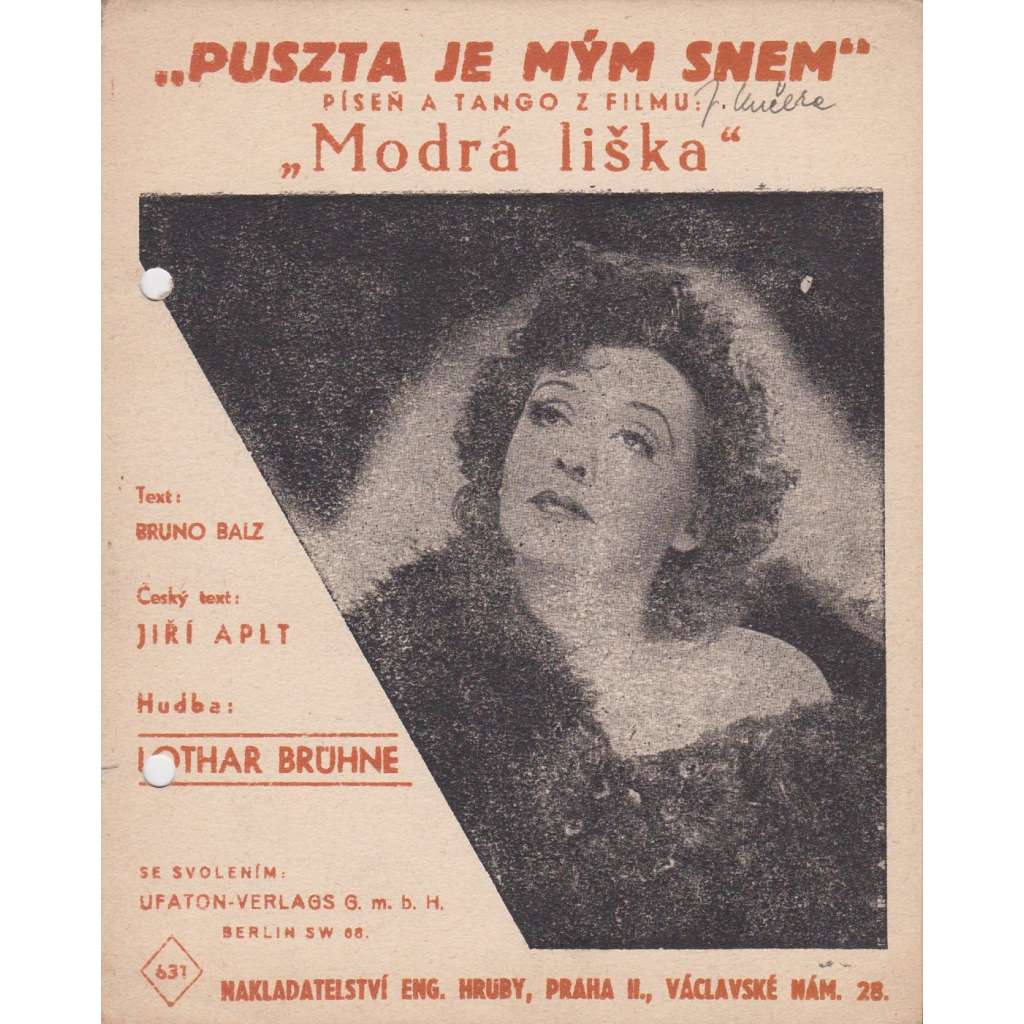 „PUSZTA JE MÝM SNEM“
PÍSEŇ A TANGO Z FILMU: J. Kučera
„Modrá liška“
Text:
BRUNO BALZ
Český text:
JIŘÍ APLT
Hudba:
LOTHAR BRÜHNE
SE SVOLENÍM:
UFATON-VERLAGS G. m. b. H.
BERLIN SW 68.
631
NAKLADATELSTVÍ ENG. HRUBY, PRAHA II., VÁCLAVSKÉ NÁM. 28.